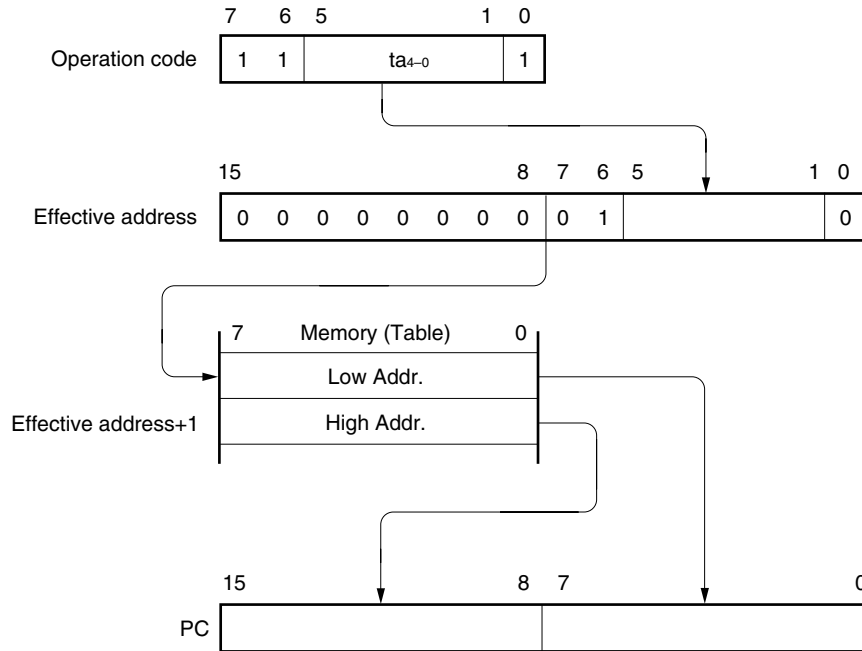 7 6 5 1 0
Operation code 1 1 ta4–0 1
15 8 7 6 5 1 0
Effective address 0 0 0 0 0 0 0 0 0 1 0
7 Memory (Table) 0
Low Addr.
Effective address+1 High Addr.
15 8 7 0
PC